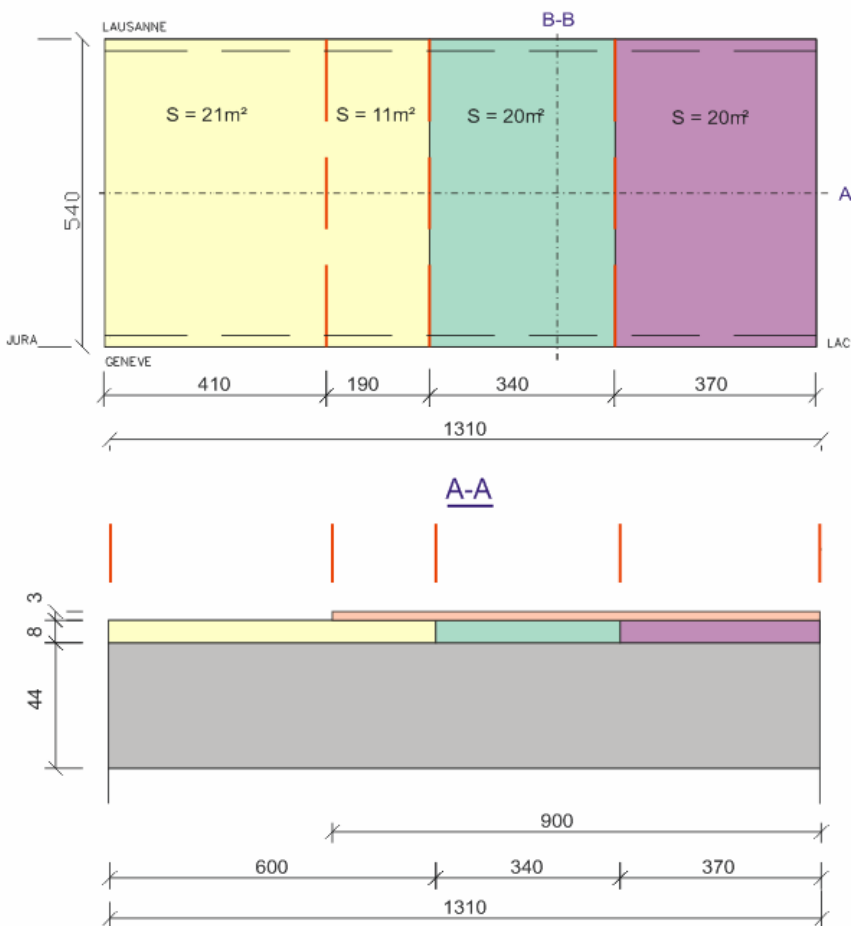 LAUSANNE
B-B
S = 21m²
S = 11m²
S = 20m²
S = 20m²
A
540
JURA
LAC
GENEVE
410
190
340
370
1310
A-A
3
8
44
900
600
340
370
1310